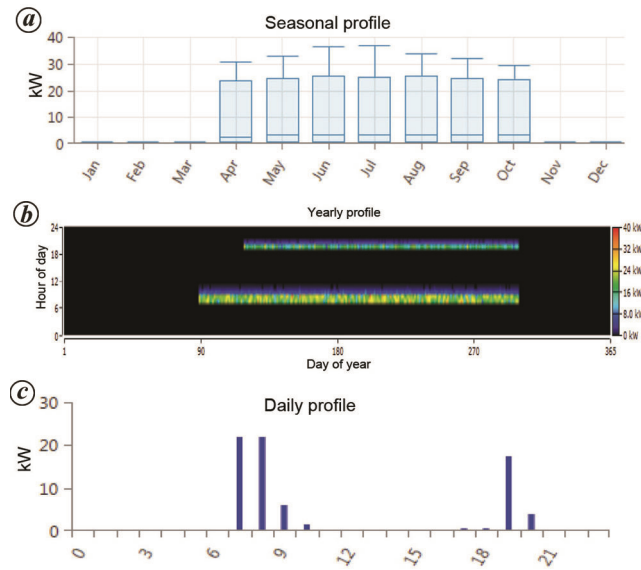 a
Seasonal profile
40
30
20
10
0
kW
Jan Feb Mar Apr May Jun Jul Aug Sep Oct Nov Dec
b
Yearly profile
24
18
12
6
0
Hour of day
40 kW
32 kW
24 kW
16 kW
8.0 kW
0 kW
1 90 180 270 365
Day of year
c
Daily profile
30
20
10
0
kW
0 3 6 9 12 15 18 21